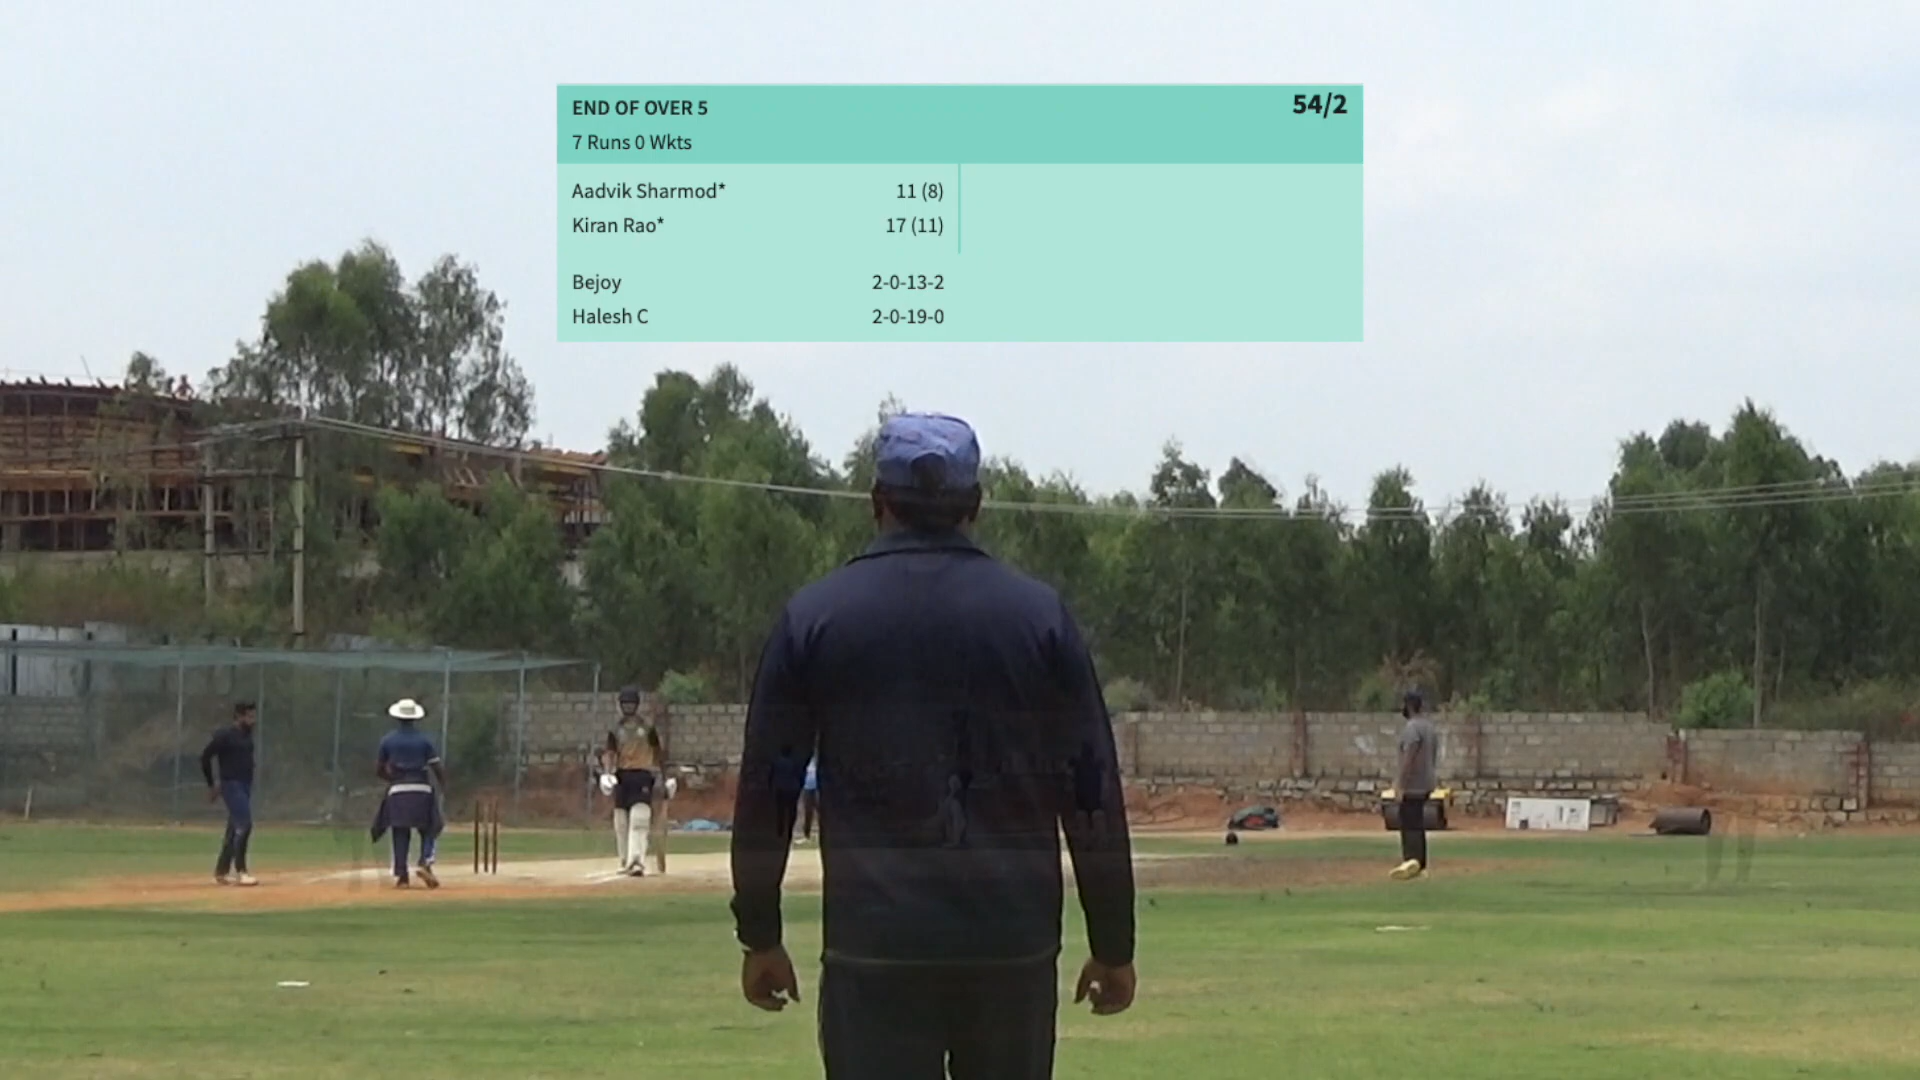 END OF OVER 5 54/2
7 Runs 0 Wkts
Aadvik Sharmod* 11 (8)
Kiran Rao* 17 (11)
Bejoy 2-0-13-2
Halesh C 2-0-19-0